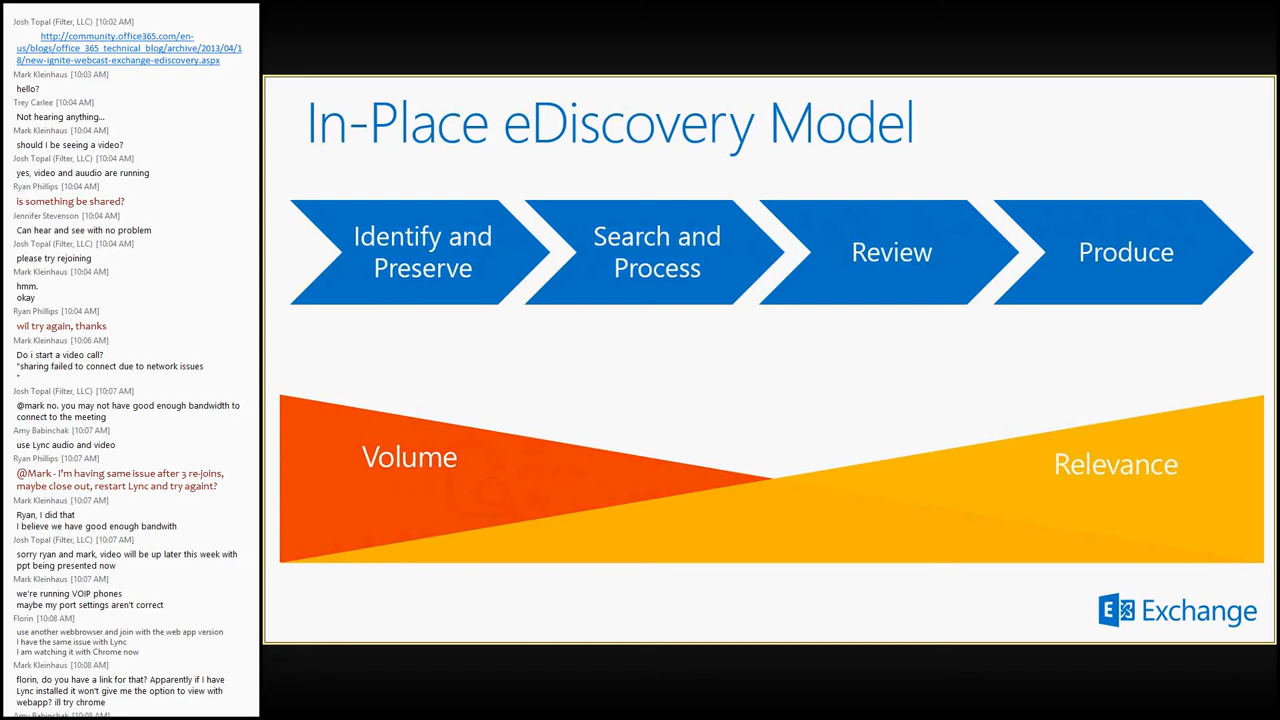 Josh Topal (Filter, LLC) [10:02 AM]
http://community.office365.com/en-
us/blogs/office_365_technical_blog/archive/2013/04/1
8/new-ignite-webcast-exchange-ediscovery.aspx
Mark Kleinhaus [10:03 AM]
hello?
Trey Carlee [10:04 AM]
Not hearing anything...
Mark Kleinhaus [10:04 AM]
should I be seeing a video?
Josh Topal (Filter, LLC) [10:04 AM]
yes, video and auudio are running
Ryan Phillips [10:04 AM]
is something be shared?
Jennifer Stevenson [10:04 AM]
Can hear and see with no problem
Josh Topal (Filter, LLC) [10:04 AM]
please try rejoining
Mark Kleinhaus [10:04 AM]
hmm.
okay
Ryan Phillips [10:04 AM]
wil try again, thanks
Mark Kleinhaus [10:06 AM]
Do i start a video call?
"sharing failed to connect due to network issues
"
Josh Topal (Filter, LLC) [10:07 AM]
@mark no. you may not have good enough bandwidth to
connect to the meeting
Amy Babinchak [10:07 AM]
use Lync audio and video
Ryan Phillips [10:07 AM]
@Mark - I'm having same issue after 3 re-joins,
maybe close out, restart Lync and try againt?
Mark Kleinhaus [10:07 AM]
Ryan, I did that
I believe we have good enough bandwith
Josh Topal (Filter, LLC) [10:07 AM]
sorry ryan and mark, video will be up later this week with
ppt being presented now
Mark Kleinhaus [10:07 AM]
we're running VOIP phones
maybe my port settings aren't correct
Florin [10:08 AM]
use another webbrowser and join with the web app version
I have the same issue with Lync
I am watching it with Chrome now
Mark Kleinhaus [10:08 AM]
florin, do you have a link for that? Apparently if I have
Lync installed it won't give me the option to view with
webapp? ill try chrome
Amy Babinchak [10:08 AM]
In-Place eDiscovery Model
Identify and
Preserve
Search and
Process
Review
Produce
Volume
Relevance
Exchange